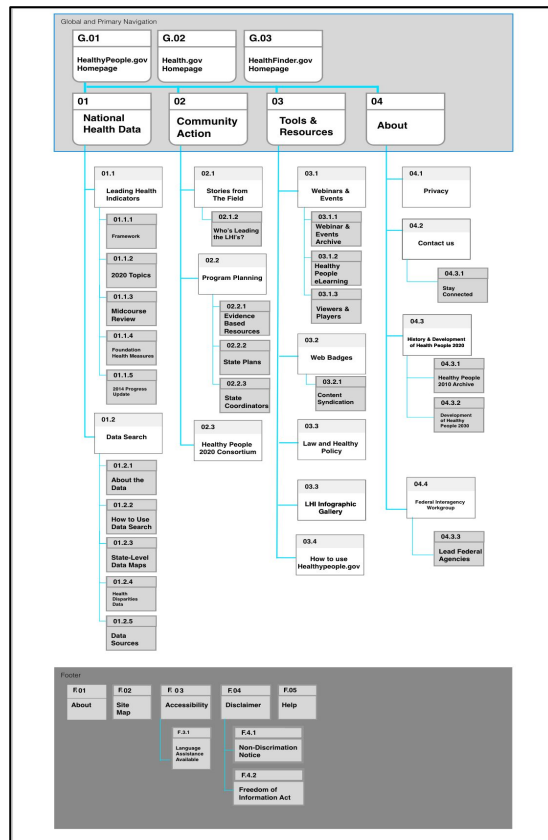 Global and Primary Navigation
G.01
HealthyPeople.gov
Homepage
G.02
Health.gov
Homepage
G.03
HealthFinder.gov
Homepage
01
National
Health Data
02
Community
Action
03
Tools &
Resources
04
About
01.1
Leading Health
Indicators
01.1.1
Framework
01.1.2
2020 Topics
01.1.3
Midcourse
Review
01.1.4
Foundation
Health Measures
01.1.5
2014 Progress
Update
01.2
Data Search
01.2.1
About the
Data
01.2.2
How to Use
Data Search
01.2.3
State-Level
Data Maps
01.2.4
Health
Disparities
Data
01.2.5
Data
Sources
02.1
Stories from
The Field
02.1.2
Who's Leading
the LHI's?
02.2
Program Planning
02.2.1
Evidence
Based
Resources
02.2.2
State Plans
02.2.3
State
Coordinators
02.3
Healthy People
2020 Consortium
03.1
Webinars &
Events
03.1.1
Webinar &
Events
Archive
03.1.2
Healthy
People
eLearning
03.1.3
Viewers &
Players
03.2
Web Badges
03.2.1
Content
Syndication
03.3
Law and Healthy
Policy
03.3
LHI Infographic
Gallery
03.4
How to use
Healthypeople.gov
04.1
Privacy
04.2
Contact us
04.3.1
Stay
Connected
04.3
History & Development
of Health People 2020
04.3.1
Healthy People
2010 Archive
04.3.2
Development
of Healthy
People 2030
04.4
Federal Interagency
Workgroup
04.3.3
Lead Federal
Agencies
Footer
F.01
About
F.02
Site
Map
F. 03
Accessibility
F.3.1
Language
Assistance
Available
F.04
Disclaimer
F.4.1
Non-Discrimation
Notice
F.4.2
Freedom of
Information Act
F.05
Help